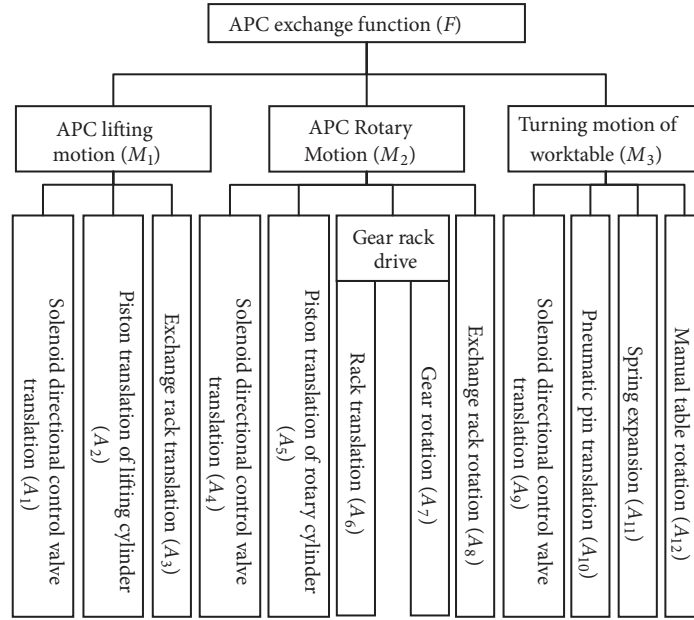 APC exchange function (F)
APC lifting
motion (M1)
APC Rotary
Motion (M2)
Turning motion of
worktable (M3)
Solenoid directional control valve
translation (A1)
Piston translation of lifting cylinder
(A2)
Exchange rack translation (A3)
Solenoid directional control valve
translation (A4)
Piston translation of rotary cylinder
(A5)
Gear rack
drive
Rack translation (A6)
Gear rotation (A7)
Exchange rack rotation (A8)
Solenoid directional control valve
translation (A9)
Pneumatic pin translation (A10)
Spring expansion (A11)
Manual table rotation (A12)